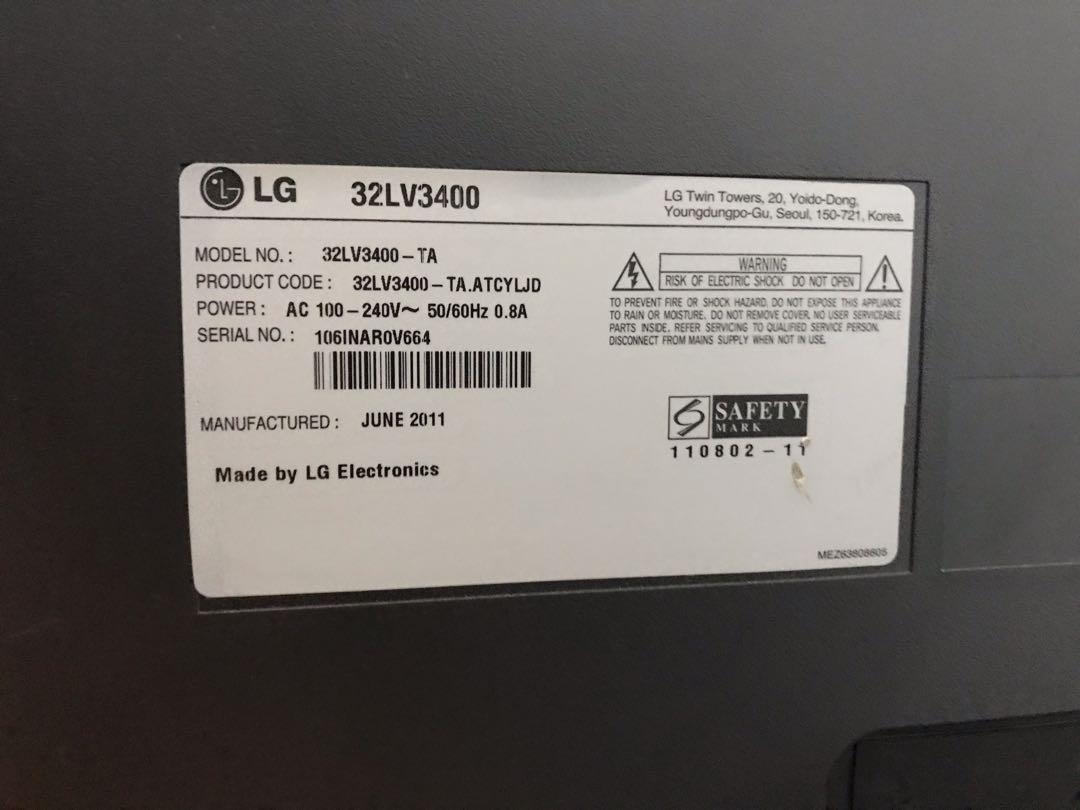 LG 32LV3400
LG Twin Towers, 20, Yoido-Dong,
Youngdungpo-Gu, Seoul, 150-721, Korea.
MODEL NO. : 32LV3400-TA
PRODUCT CODE : 32LV3400-TA.ATCYLJD
POWER : AC 100-240V~ 50/60Hz 0.8A
SERIAL NO. : 106INAR0V664
MANUFACTURED : JUNE 2011
Made by LG Electronics
WARNING
RISK OF ELECTRIC SHOCK DO NOT OPEN
TO PREVENT FIRE OR SHOCK HAZARD. DO NOT EXPOSE THIS APPLIANCE
TO RAIN OR MOISTURE. DO NOT REMOVE COVER. NO USER SERVICEABLE
PARTS INSIDE. REFER SERVICING TO QUALIFIED SERVICE PERSON.
DISCONNECT FROM MAINS SUPPLY WHEN NOT IN USE.
SAFETY
MARK
110802-11
MEZ63808605